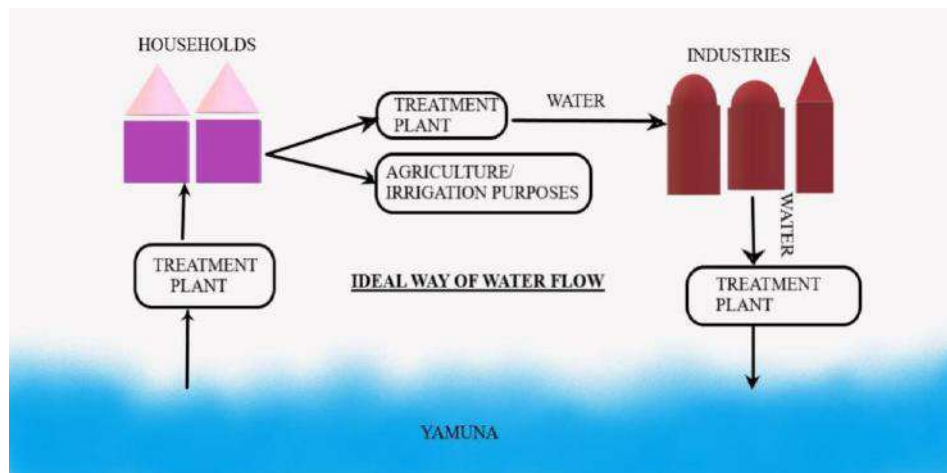 HOUSEHOLDS
INDUSTRIES
TREATMENT
PLANT
WATER
AGRICULTURE/
IRRIGATION PURPOSES
WATER
TREATMENT
PLANT
IDEAL WAY OF WATER FLOW
TREATMENT
PLANT
YAMUNA